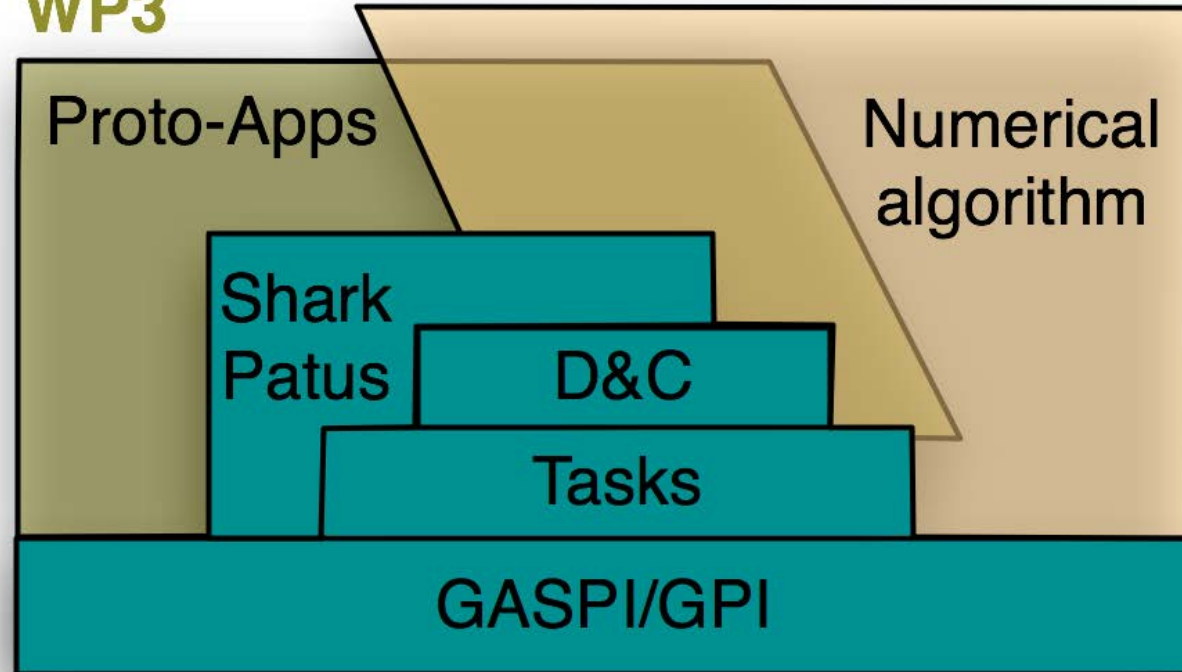 WP3
Proto-Apps
Numerical
algorithm
Shark
Patus
D&C
Tasks
GASPI/GPI